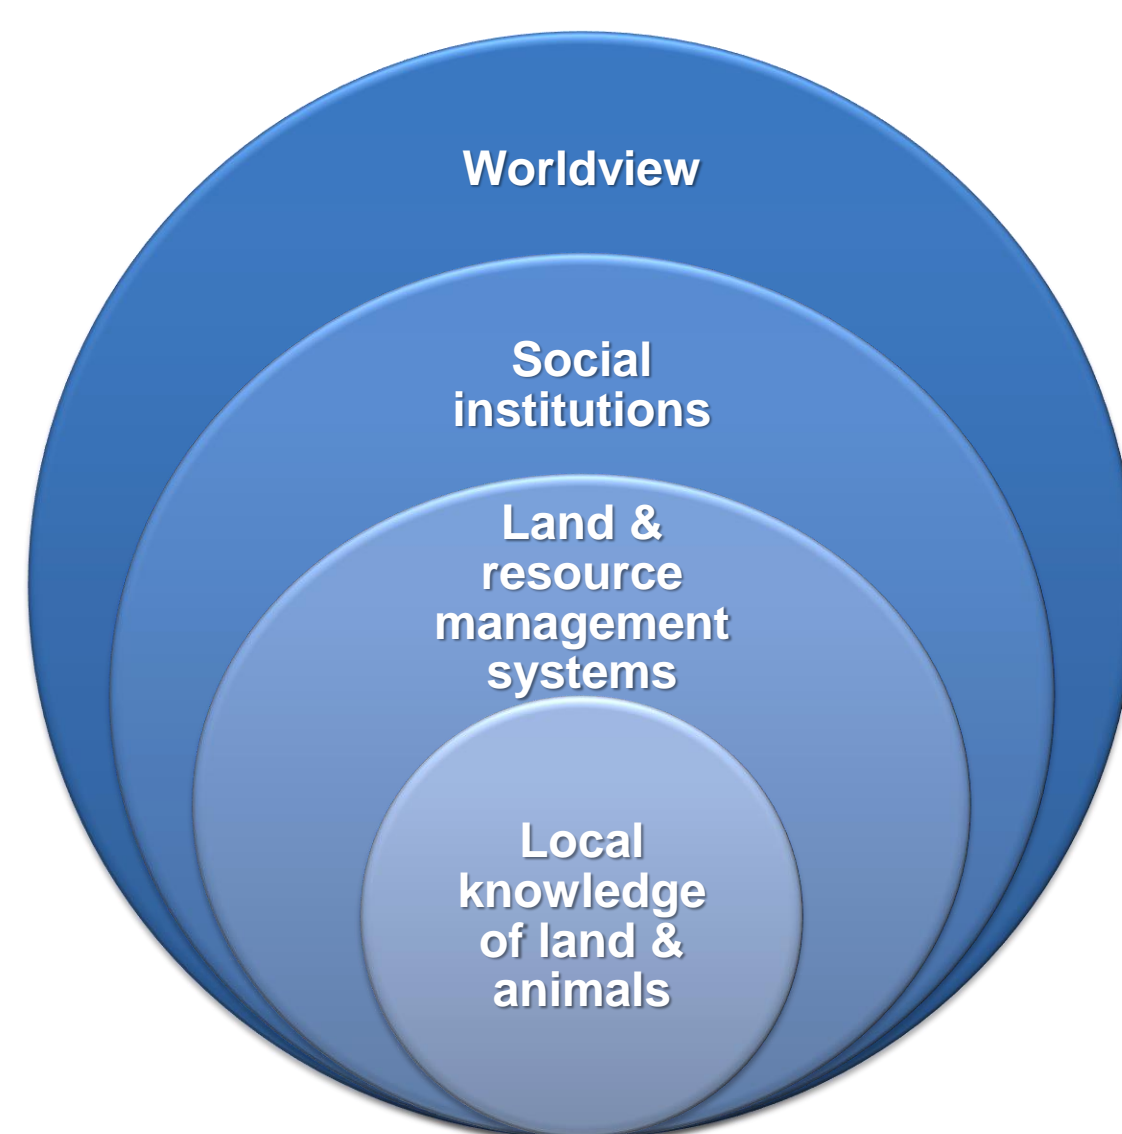 Worldview
Social
institutions
Land &
resource
management
systems
Local
knowledge
of land &
animals